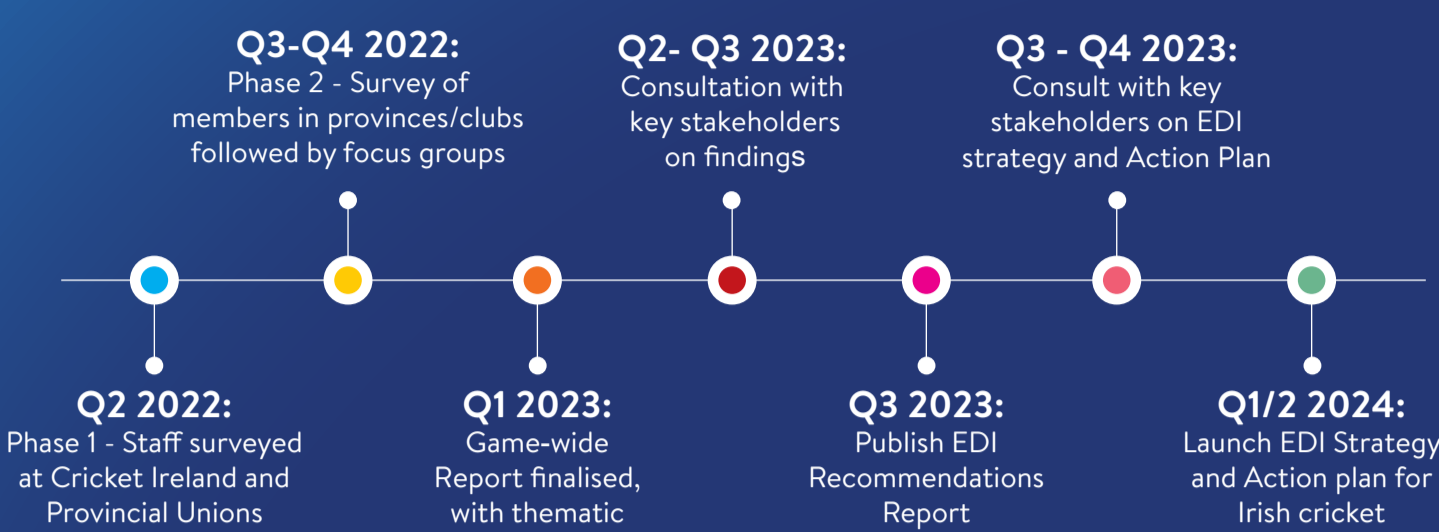 Q3-Q4 2022:
Phase 2 - Survey of
members in provinces/clubs
followed by focus groups
Q2- Q3 2023:
Consultation with
key stakeholders
on findings
Q3 - Q4 2023:
Consult with key
stakeholders on EDI
strategy and Action Plan
Q2 2022:
Phase 1 - Staff surveyed
at Cricket Ireland and
Provincial Unions
Q1 2023:
Game-wide
Report finalised,
with thematic
Q3 2023:
Publish EDI
Recommendations
Report
Q1/2 2024:
Launch EDI Strategy
and Action plan for
Irish cricket